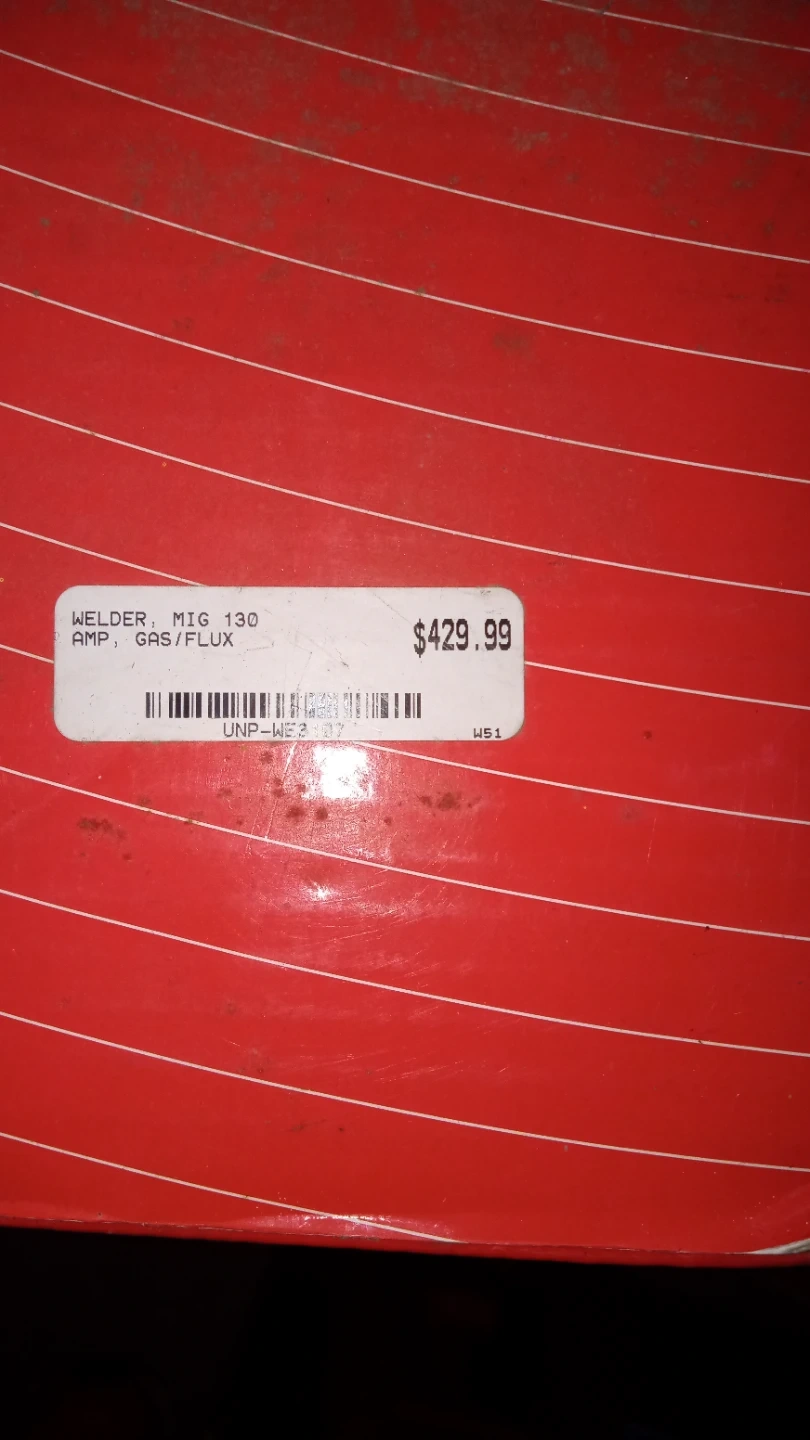 WELDER, MIG 130
AMP, GAS/FLUX
$429.99
W51